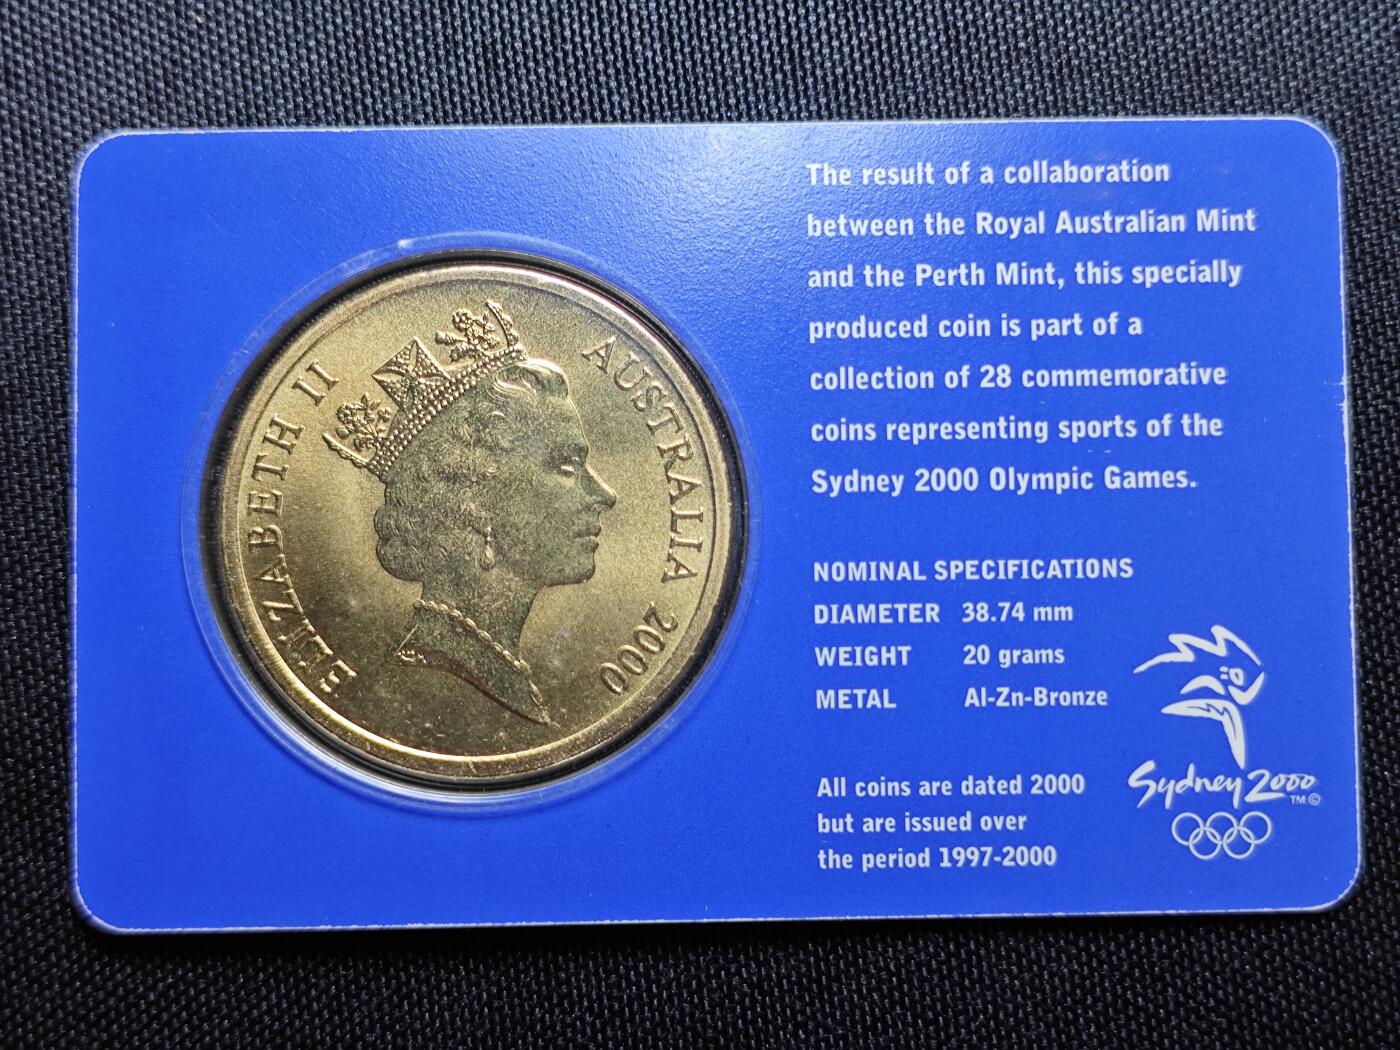 ELIZABETH II
AUSTRALIA 2000
The result of a collaboration
between the Royal Australian Mint
and the Perth Mint, this specially
produced coin is part of a
collection of 28 commemorative
coins representing sports of the
Sydney 2000 Olympic Games.
NOMINAL SPECIFICATIONS
DIAMETER 38.74 mm
WEIGHT 20 grams
METAL Al-Zn-Bronze
All coins are dated 2000
but are issued over
the period 1997-2000
Sydney 2000
TM©